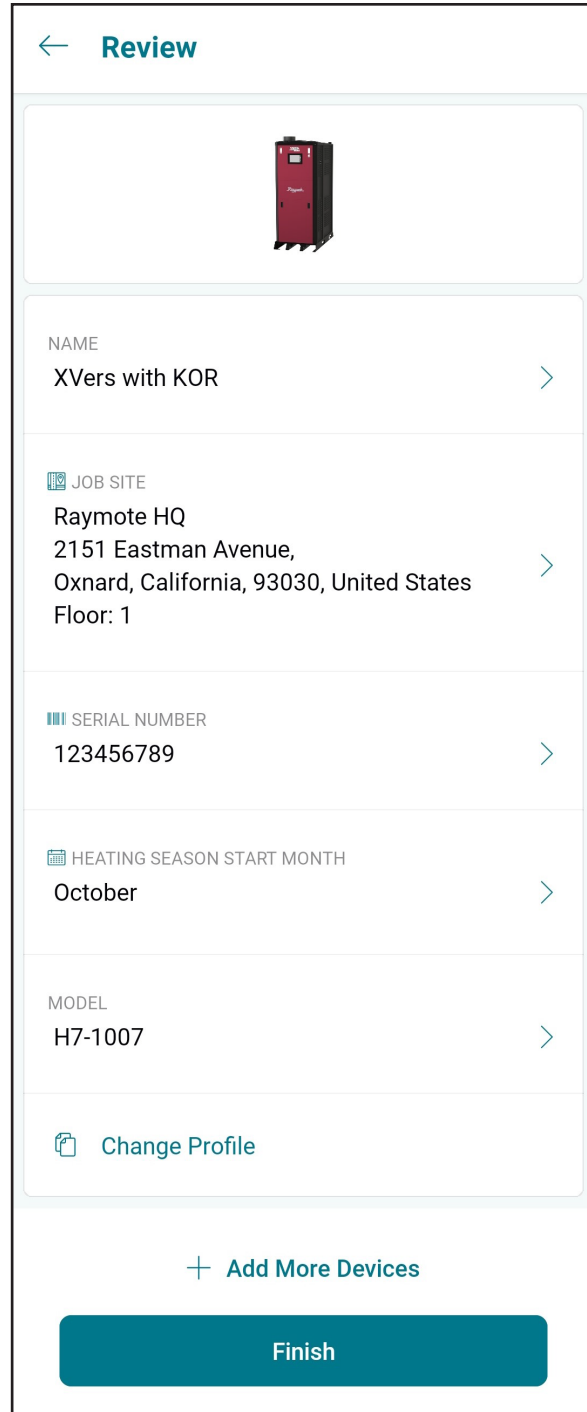 Review
Raypak
NAME
XVers with KOR
JOB SITE
Raymote HQ
2151 Eastman Avenue,
Oxnard, California, 93030, United States
Floor: 1
SERIAL NUMBER
123456789
HEATING SEASON START MONTH
October
MODEL
H7-1007
Change Profile
Add More Devices
Finish